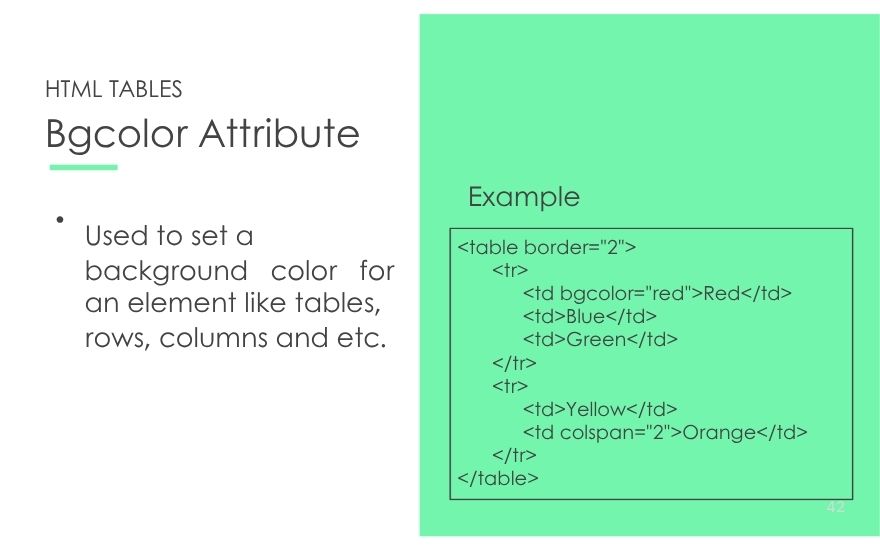 HTML TABLES
Bgcolor Attribute
• Used to set a
background color for
an element like tables,
rows, columns and etc.
Example
<table border="2">
<tr>
<td bgcolor="red">Red</td>
<td>Blue</td>
<td>Green</td>
</tr>
<tr>
<td>Yellow</td>
<td colspan="2">Orange</td>
</tr>
</table>
42